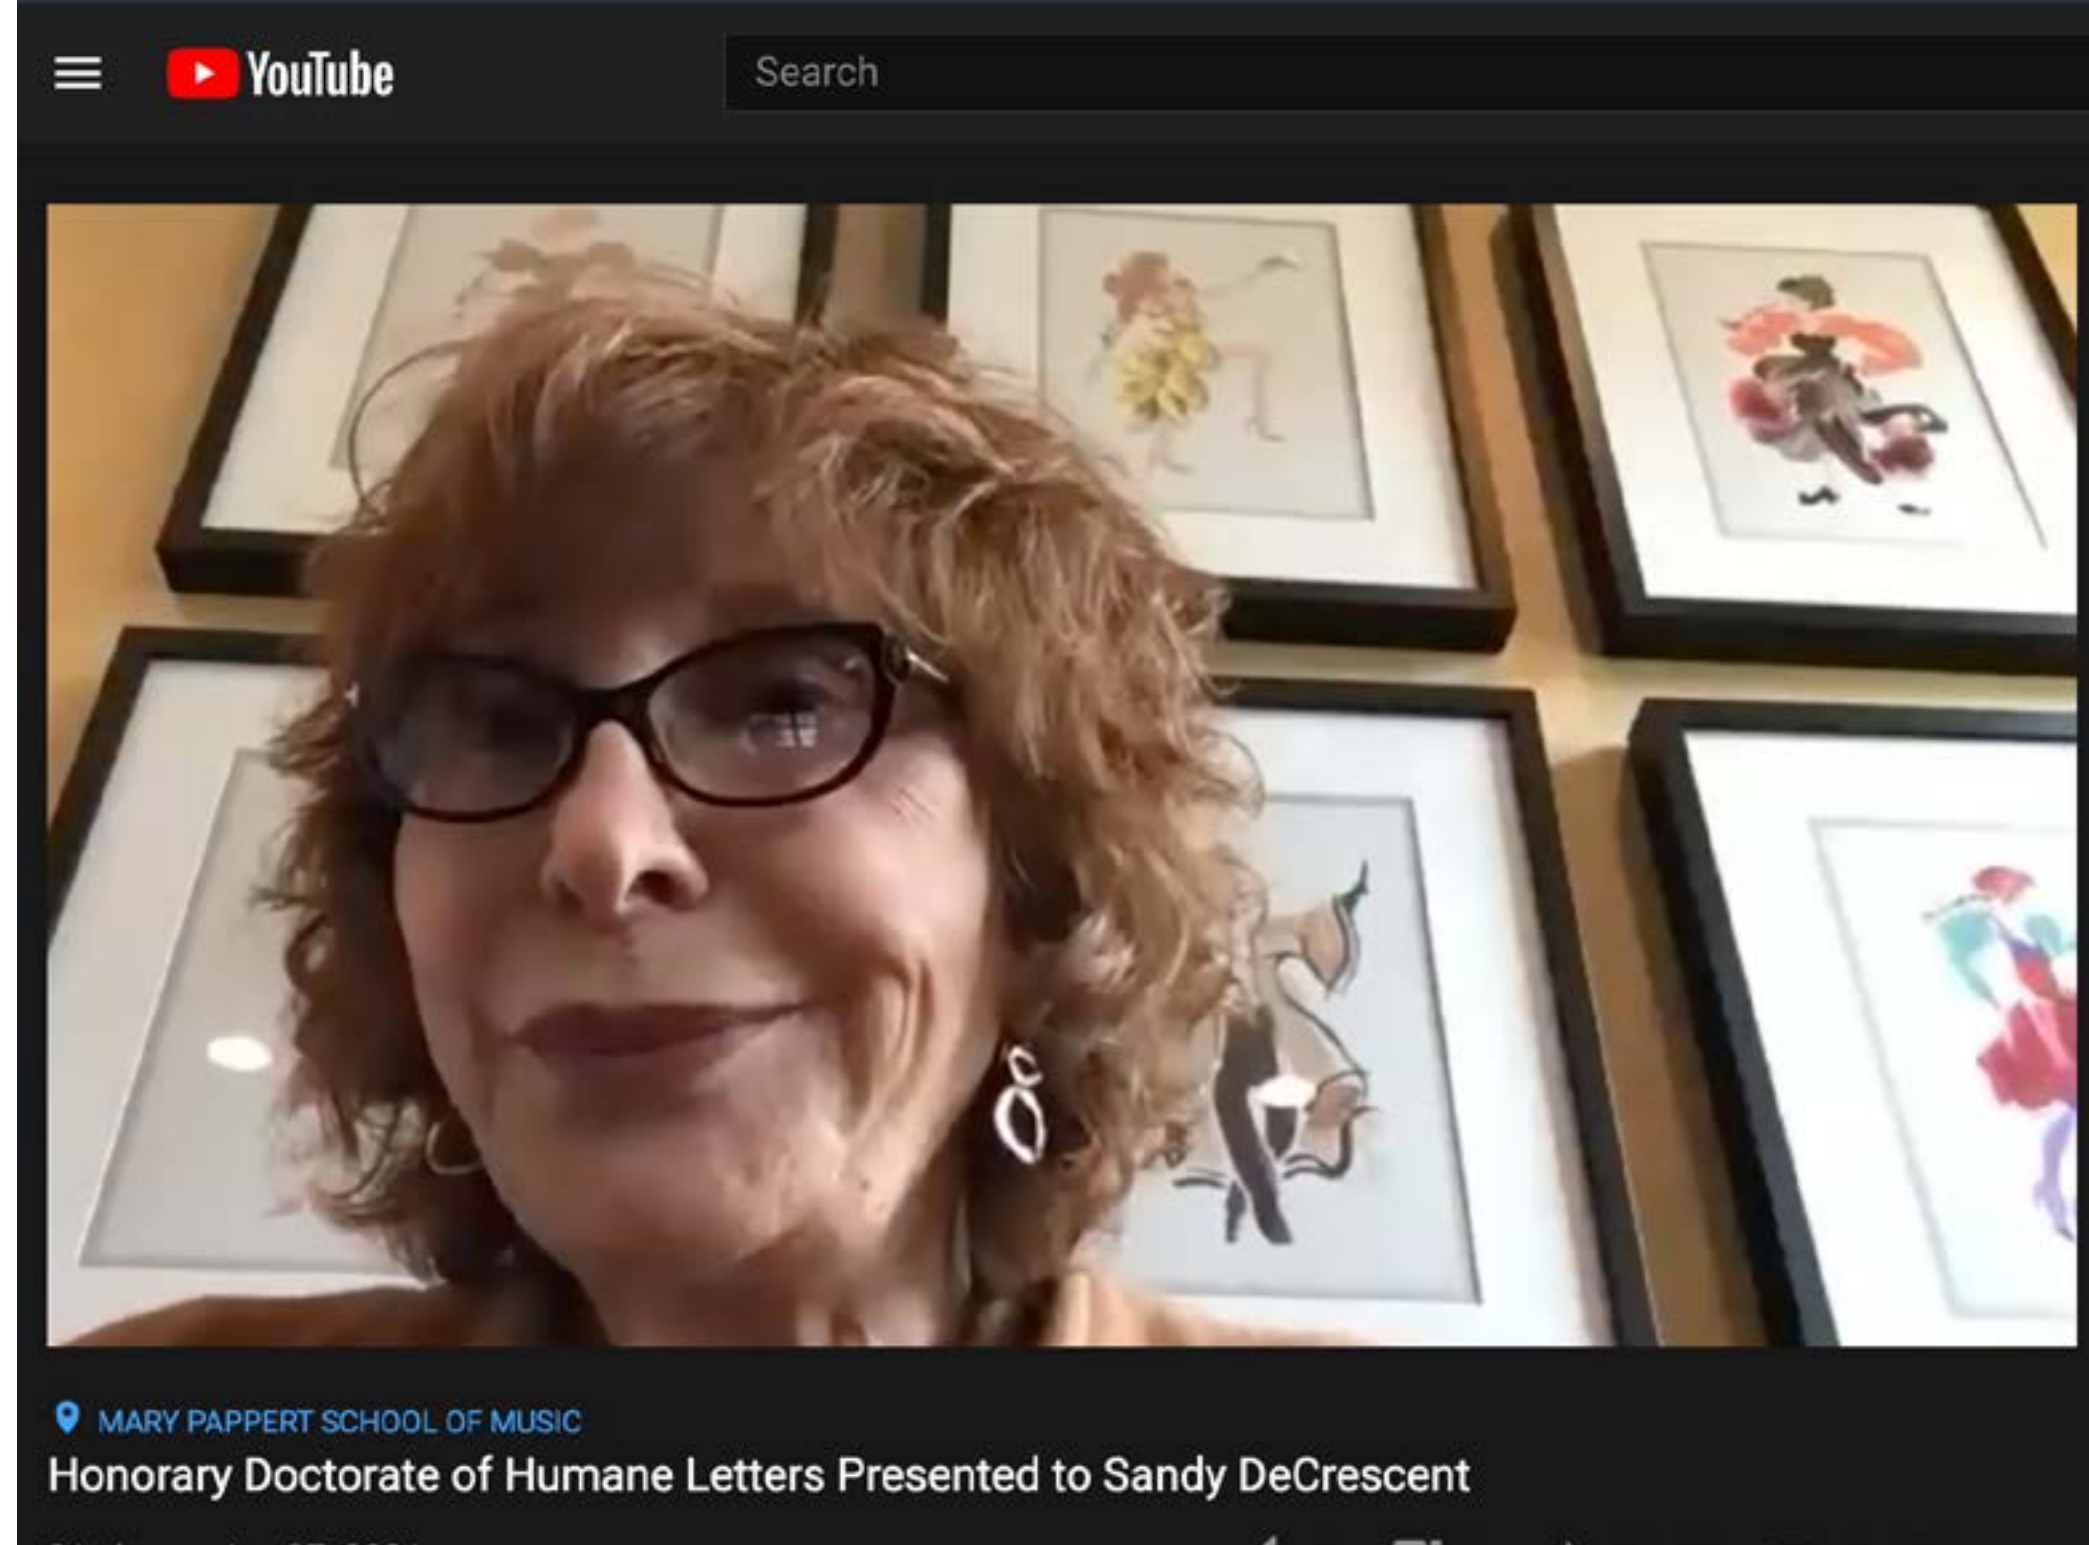 YouTube
Search
MARY PAPPERT SCHOOL OF MUSIC
Honorary Doctorate of Humane Letters Presented to Sandy DeCrescent